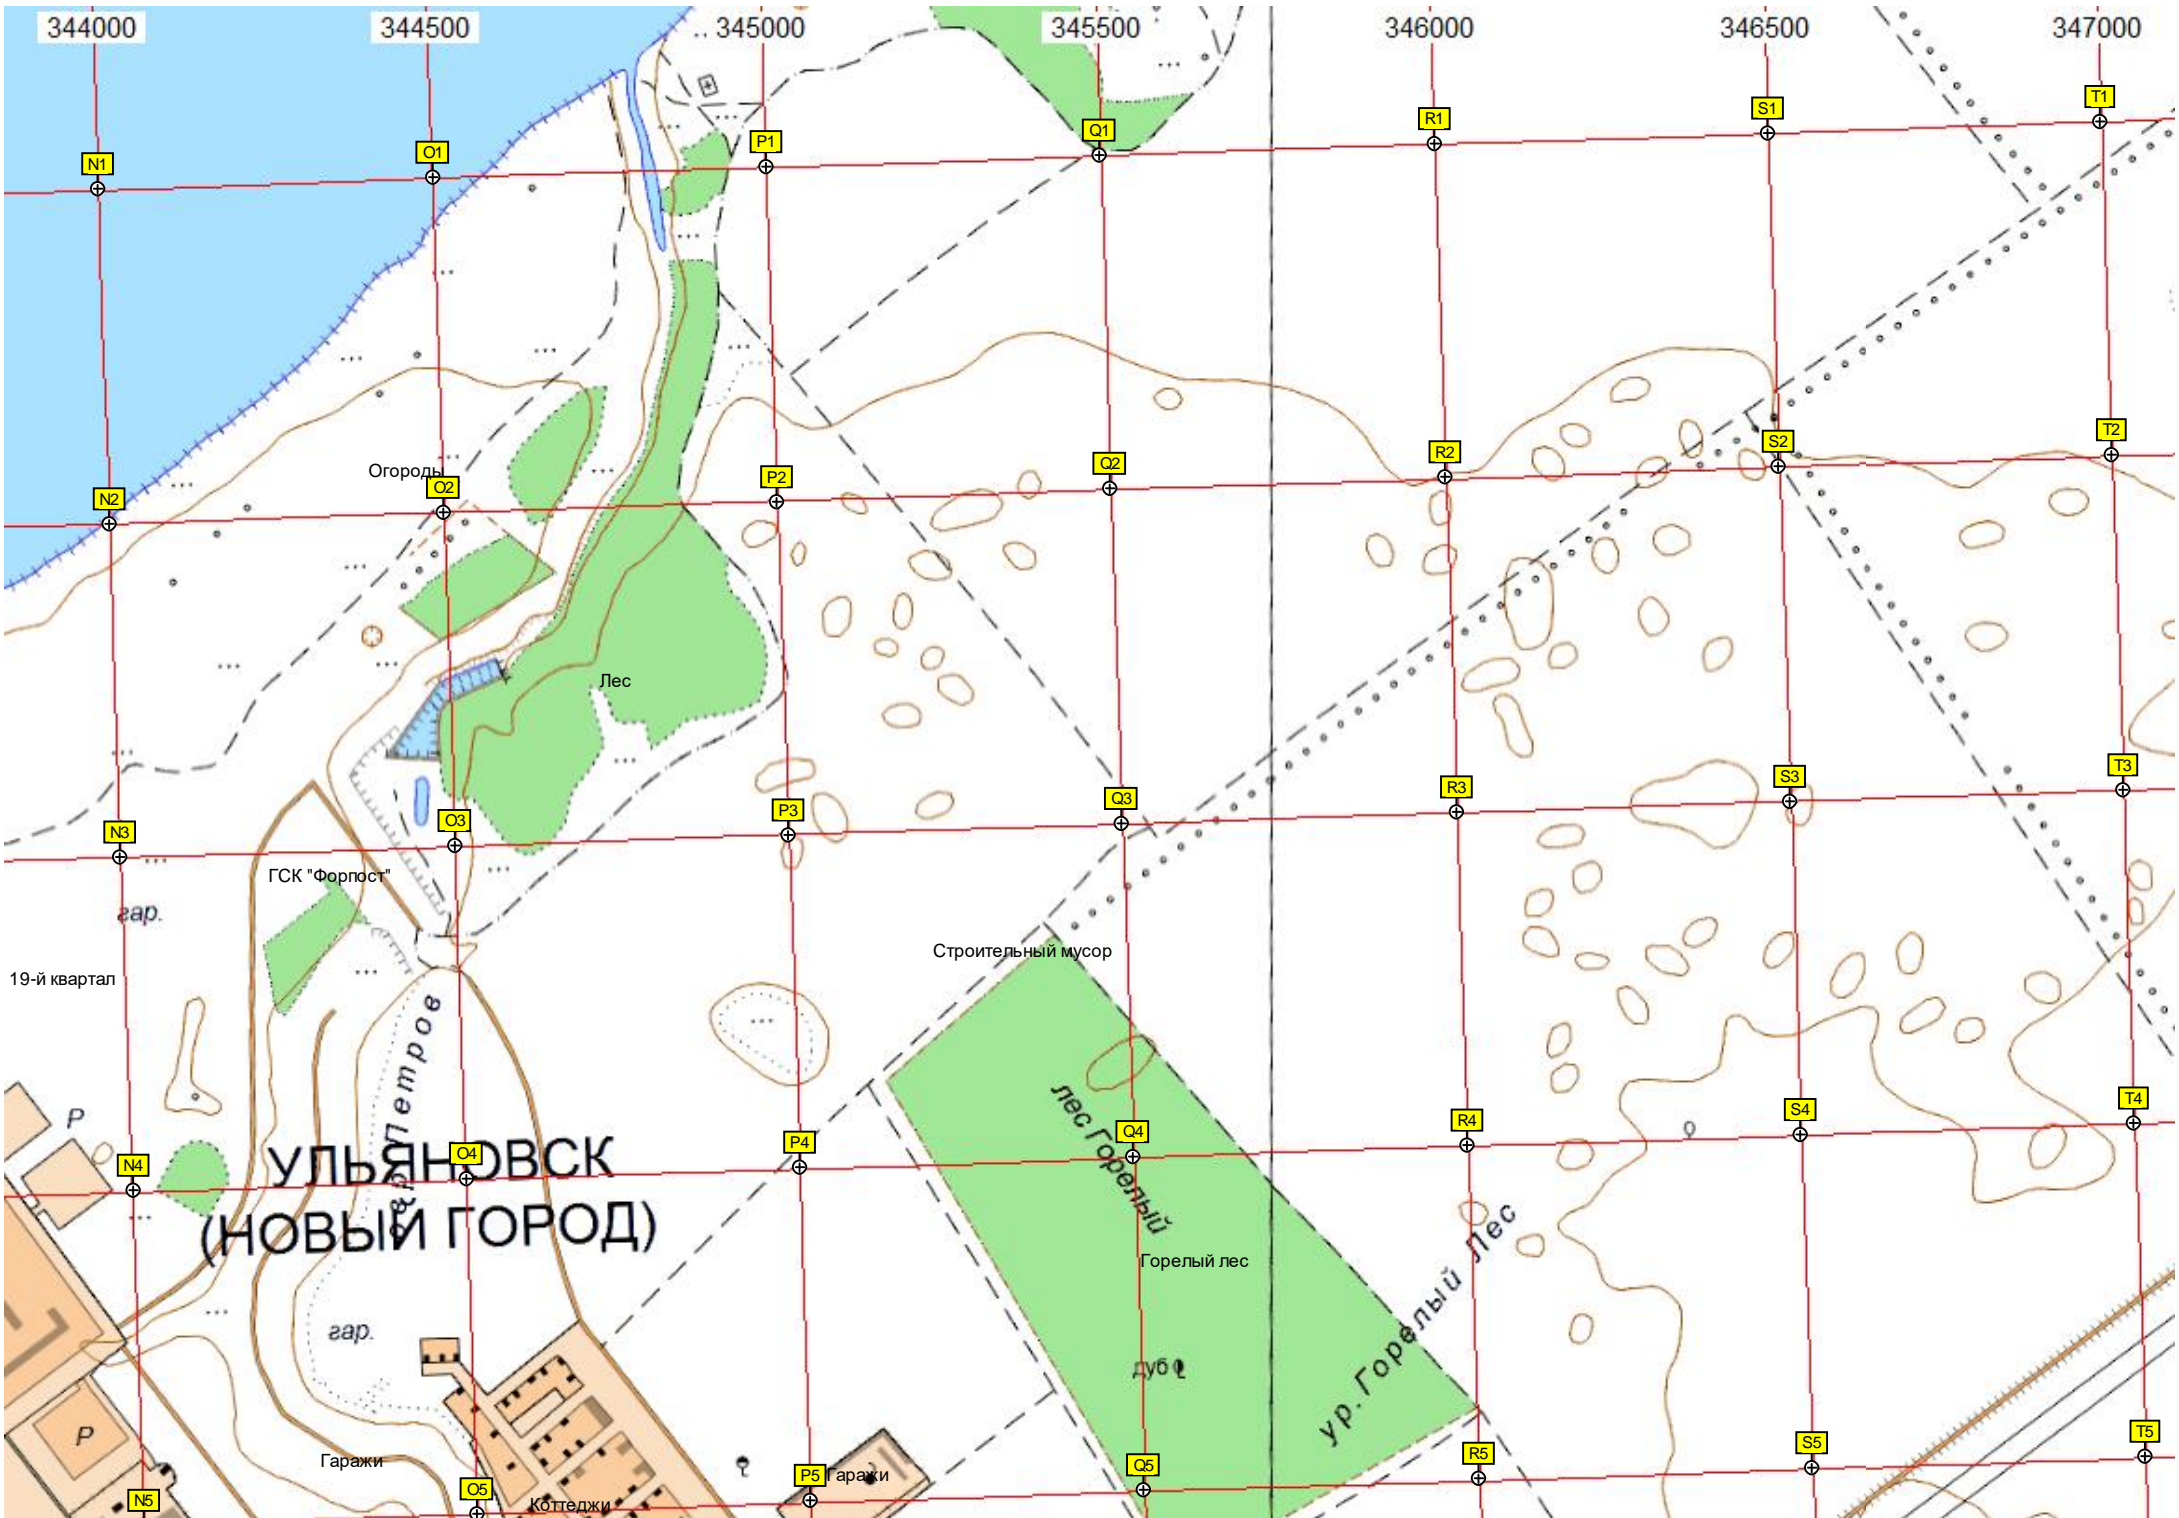 344000 344500 345000 345500 346000 346500 347000
N1 O1 P1 Q1 R1 S1 T1
Огороды
N2 O2 P2 Q2 R2 S2 T2
Лес
N3 O3 P3 Q3 R3 S3 T3
ГСК "Форпост"
гар.
Строительный мусор
19-й квартал
сад Петров
лес Горелый
Р
N4 O4 P4 Q4 R4 S4 T4
УЛЬЯНОВСК
(НОВЫЙ ГОРОД)
Горелый лес
ур. Горелый Лес
гар.
дуб
Р
Гаражи
Гаражи
N5 O5 P5 Q5 R5 S5 T5
Коттеджи